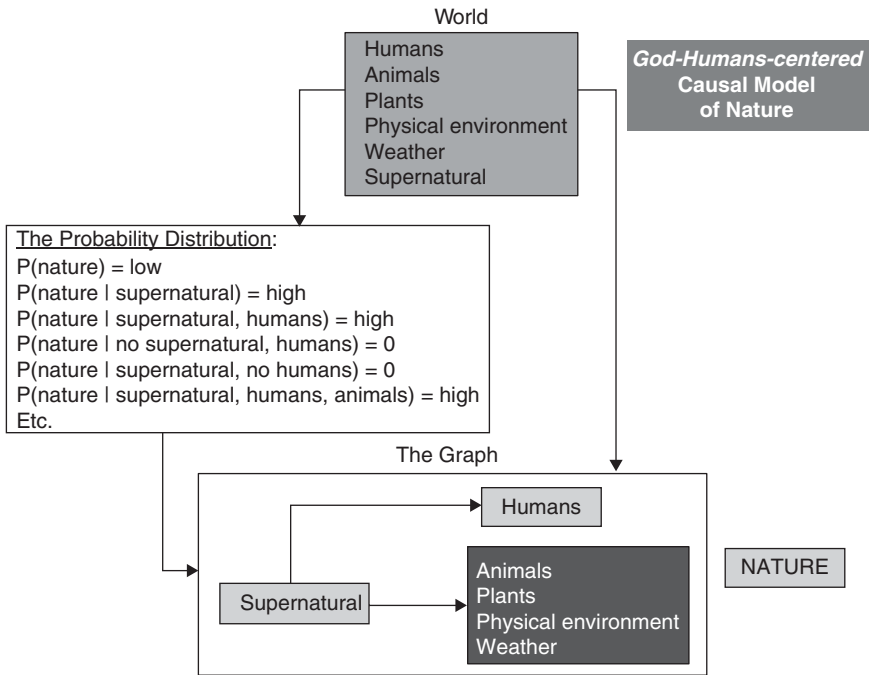 World
Humans
Animals
Plants
Physical environment
Weather
Supernatural
God-Humans-centered
Causal Model
of Nature
The Probability Distribution:
P(nature) = low
P(nature | supernatural) = high
P(nature | supernatural, humans) = high
P(nature | no supernatural, humans) = 0
P(nature | supernatural, no humans) = 0
P(nature | supernatural, humans, animals) = high
Etc.
The Graph
Humans
Supernatural
Animals
Plants
Physical environment
Weather
NATURE